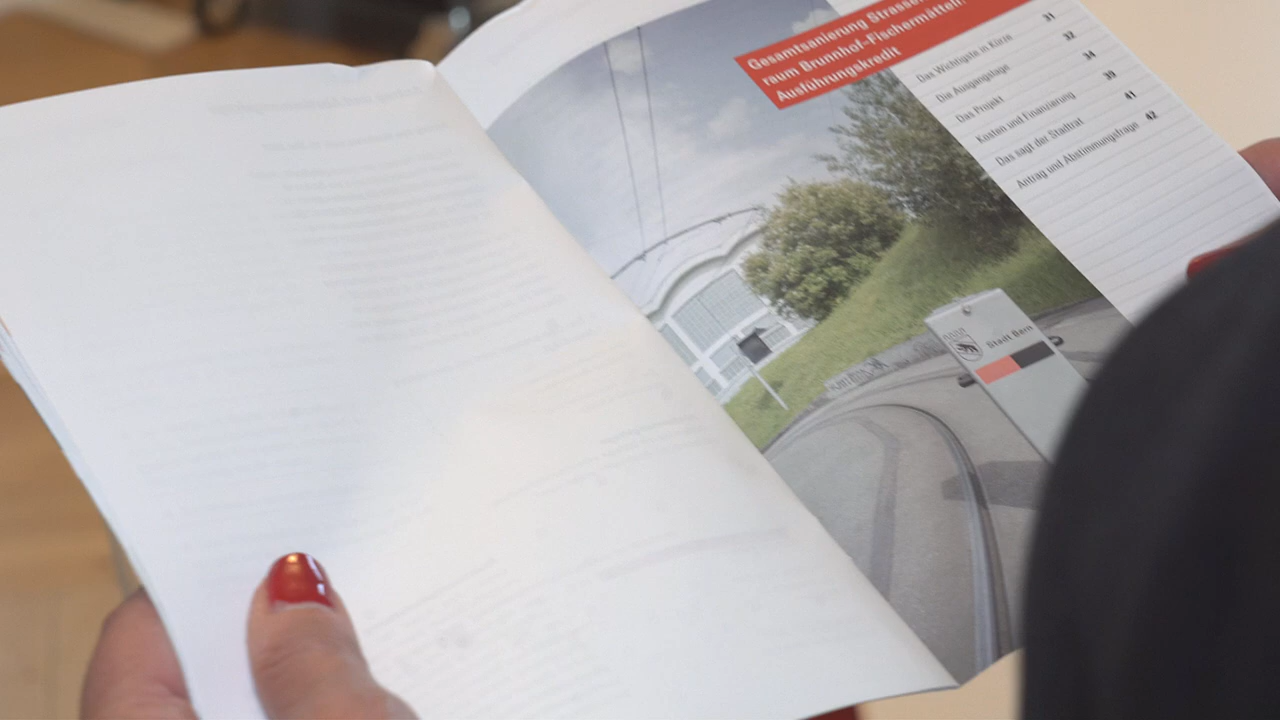 Gesamtsanierung Strassen-
raum Brunnhof–Fischermätteli:
Ausführungskredit
Das Wichtigste in Kürze 31
Die Ausgangslage 32
Das Projekt 34
Kosten und Finanzierung 39
Das sagt der Stadtrat 41
Antrag und Abstimmungsfrage 42
Stadt Bern